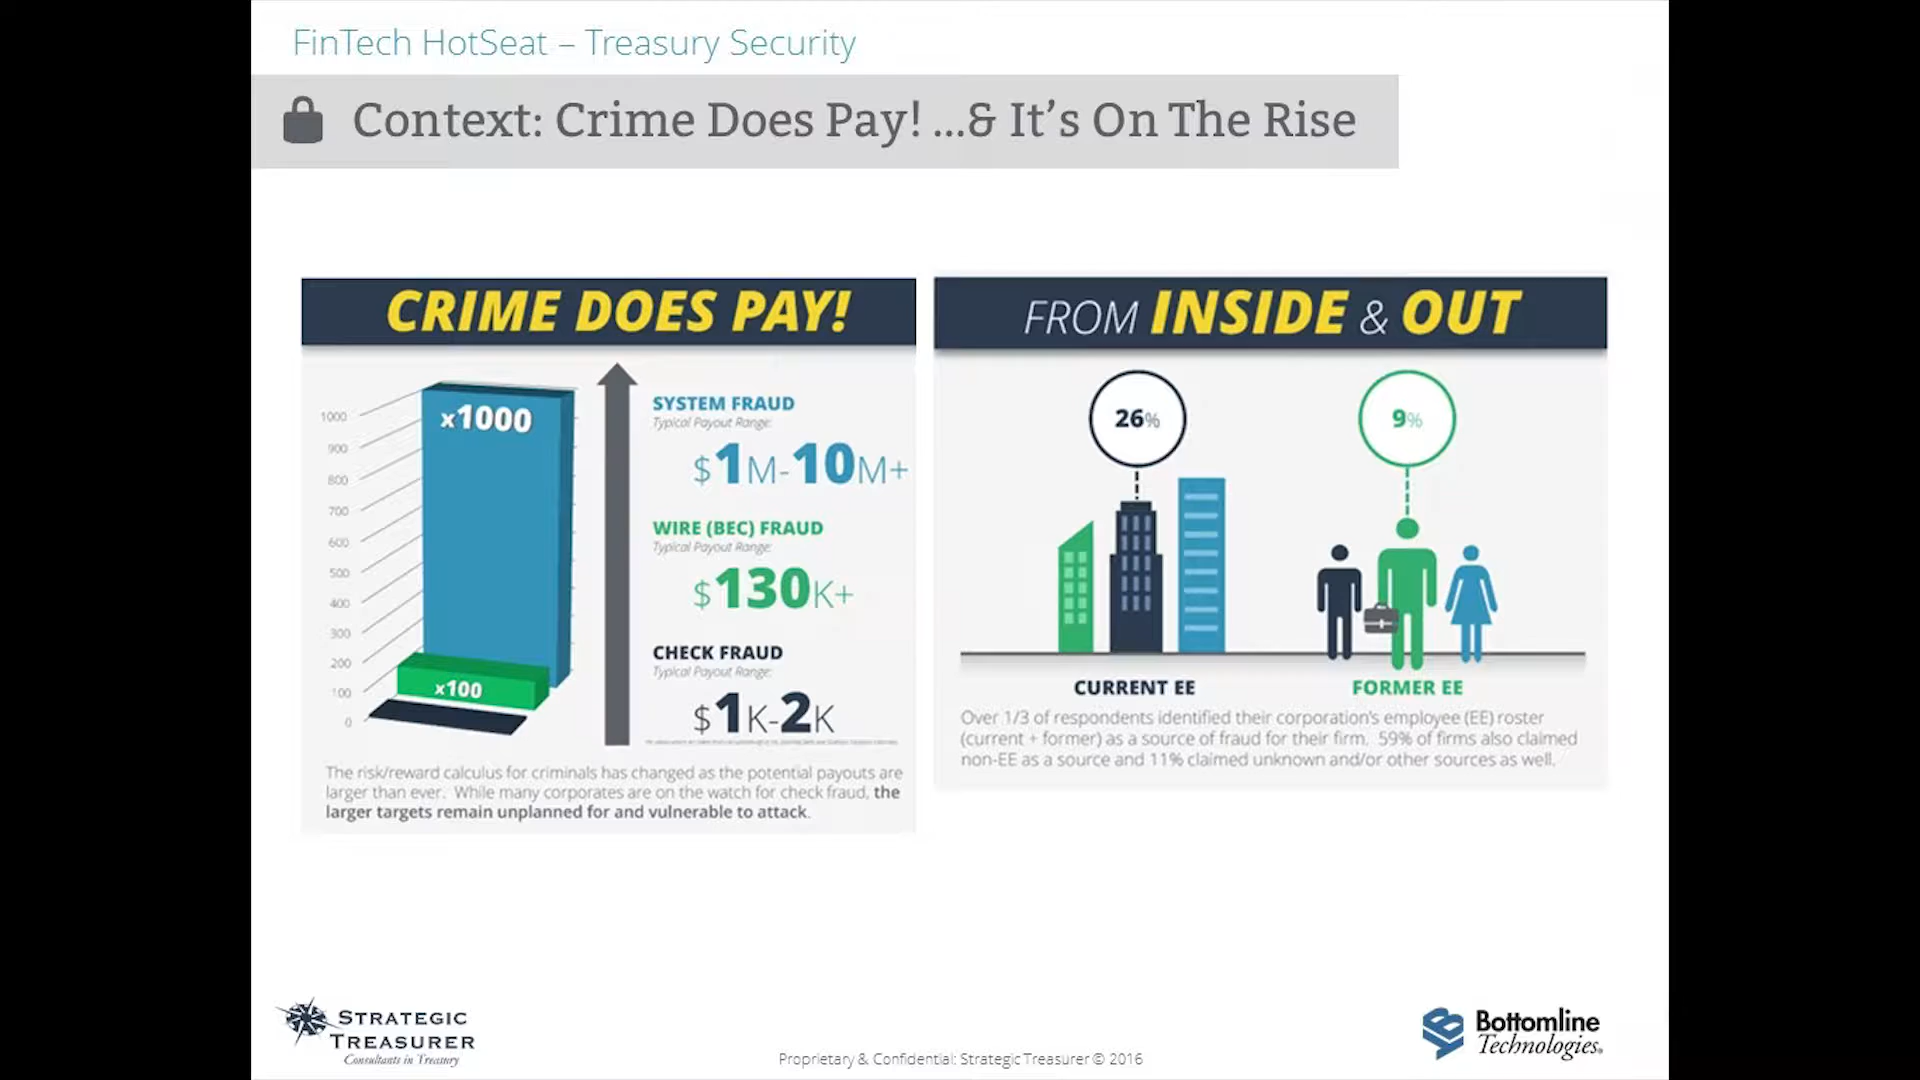 FinTech HotSeat – Treasury Security
Context: Crime Does Pay! ...& It's On The Rise
CRIME DOES PAY!
1000
900
800
700
600
500
400
300
200
100
0
x1000
x100
SYSTEM FRAUD
Typical Payout Range:
$1M-10M+
WIRE (BEC) FRAUD
Typical Payout Range:
$130K+
CHECK FRAUD
Typical Payout Range:
$1K-2K
The risk/reward calculus for criminals has changed as the potential payouts are
larger than ever. While many corporates are on the watch for check fraud, the
larger targets remain unplanned for and vulnerable to attack.
FROM INSIDE & OUT
26%
9%
CURRENT EE
FORMER EE
Over 1/3 of respondents identified their corporation's employee (EE) roster
(current + former) as a source of fraud for their firm. 59% of firms also claimed
non-EE as a source and 11% claimed unknown and/or other sources as well.
STRATEGIC
TREASURER
Consultants in Treasury
Proprietary & Confidential: Strategic Treasurer © 2016
Bottomline
Technologies.